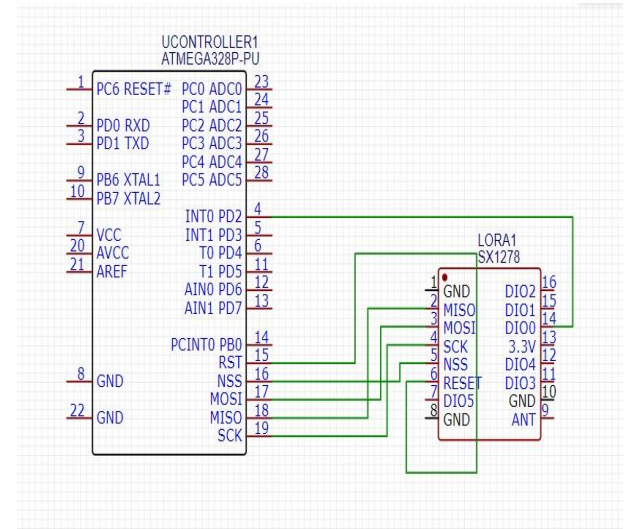 UCONTROLLER1
ATMEGA328P-PU
1 PC6 RESET# PC0 ADC0 23
PC1 ADC1 24
2 PD0 RXD PC2 ADC2 25
3 PD1 TXD PC3 ADC3 26
PC4 ADC4 27
9 PB6 XTAL1 PC5 ADC5 28
10 PB7 XTAL2
INT0 PD2 4
7 VCC INT1 PD3 5
20 AVCC T0 PD4 6
21 AREF T1 PD5 11
AIN0 PD6 12
AIN1 PD7 13
PCINT0 PB0 14
RST 15
8 GND NSS 16
MOSI 17
22 GND MISO 18
SCK 19
LORA1
SX1278
1 GND DIO2 16
2 MISO DIO1 15
3 MOSI DIO0 14
4 SCK 3.3V 13
5 NSS DIO4 12
6 RESET DIO3 11
7 DIO5 GND 10
8 GND ANT 9